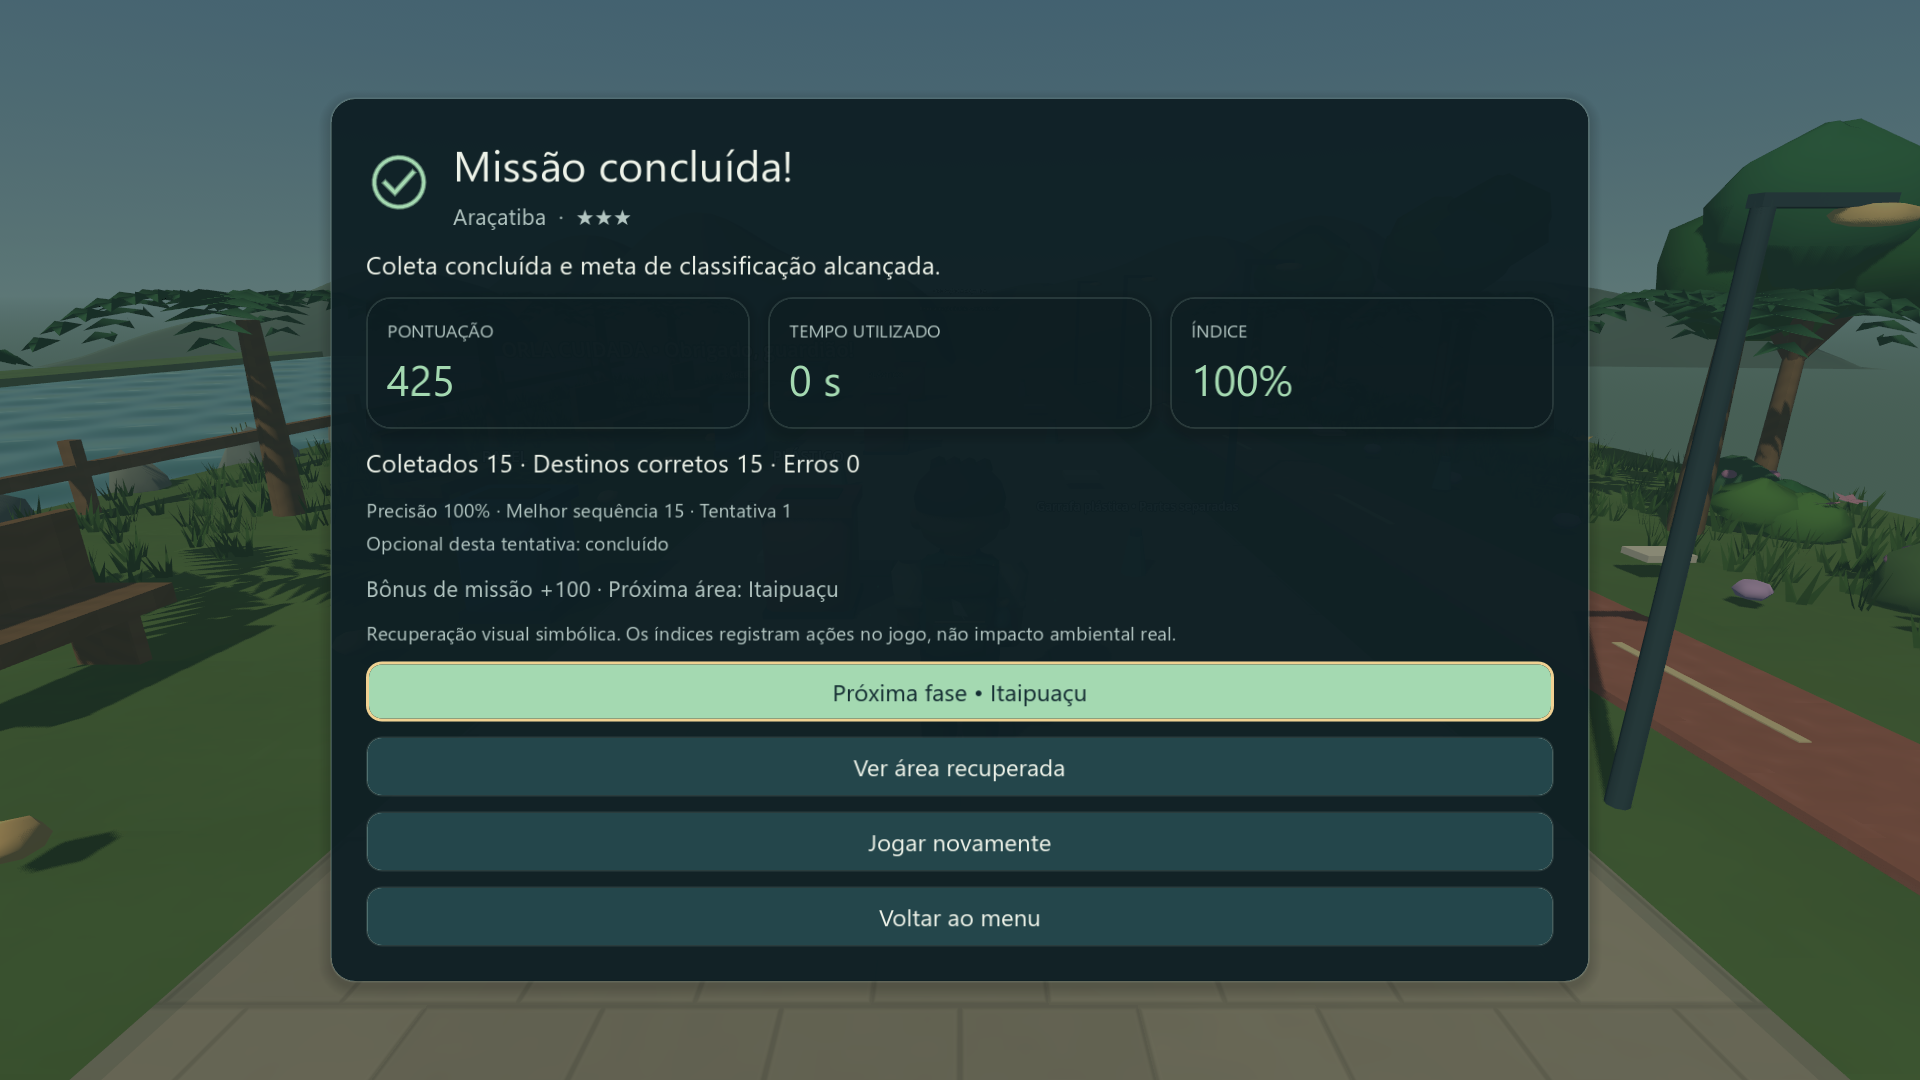 Missão concluída!
Araçatiba · ★★★
Coleta concluída e meta de classificação alcançada.
PONTUAÇÃO
425
TEMPO UTILIZADO
0 s
ÍNDICE
100%
Coletados 15 · Destinos corretos 15 · Erros 0
Precisão 100% · Melhor sequência 15 · Tentativa 1
Opcional desta tentativa: concluído
Bônus de missão +100 · Próxima área: Itaipuaçu
Recuperação visual simbólica. Os índices registram ações no jogo, não impacto ambiental real.
Próxima fase • Itaipuaçu
Ver área recuperada
Jogar novamente
Voltar ao menu